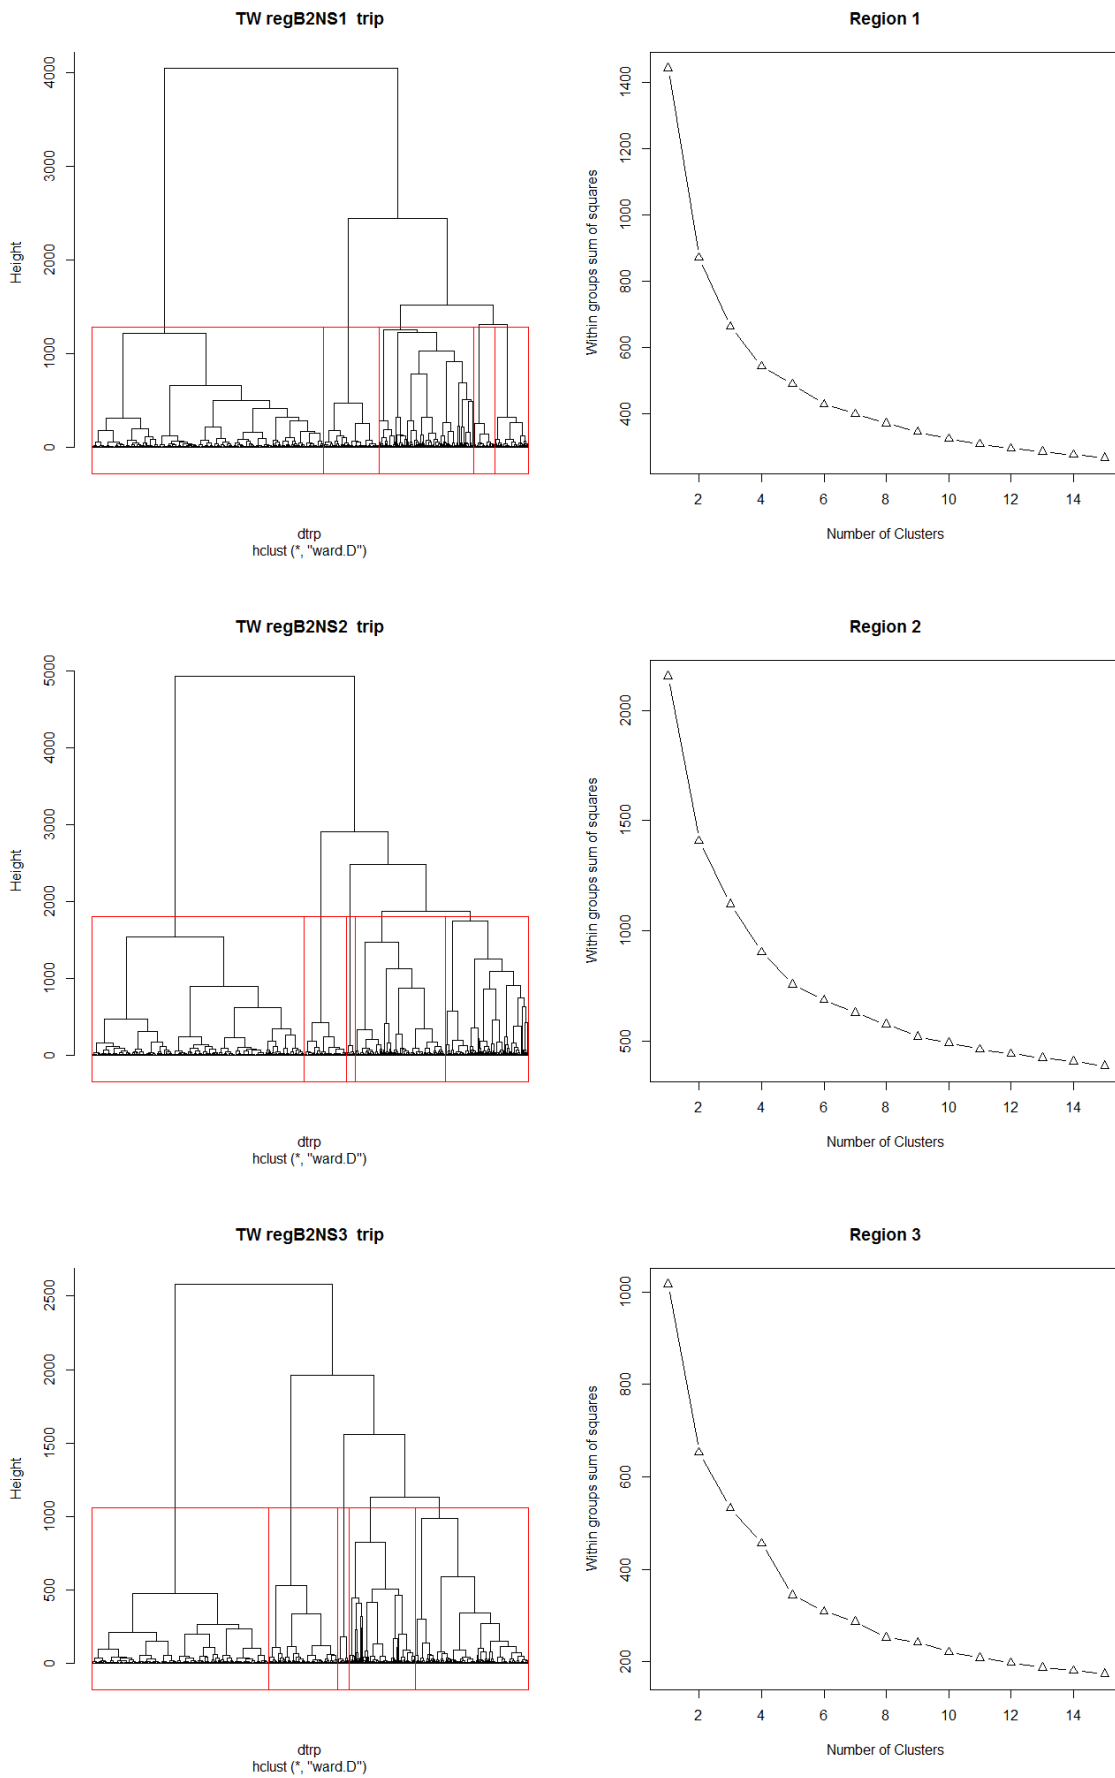 TW regB2NS1  trip
Height
4000
3000
2000
1000
0
dtrp
hclust (*, "ward.D")
Region 1
Within groups sum of squares
1400
1200
1000
800
600
400
2 4 6 8 10 12 14
Number of Clusters
TW regB2NS2  trip
Height
5000
4000
3000
2000
1000
0
dtrp
hclust (*, "ward.D")
Region 2
Within groups sum of squares
2000
1500
1000
500
2 4 6 8 10 12 14
Number of Clusters
TW regB2NS3  trip
Height
2500
2000
1500
1000
500
0
dtrp
hclust (*, "ward.D")
Region 3
Within groups sum of squares
1000
800
600
400
200
2 4 6 8 10 12 14
Number of Clusters